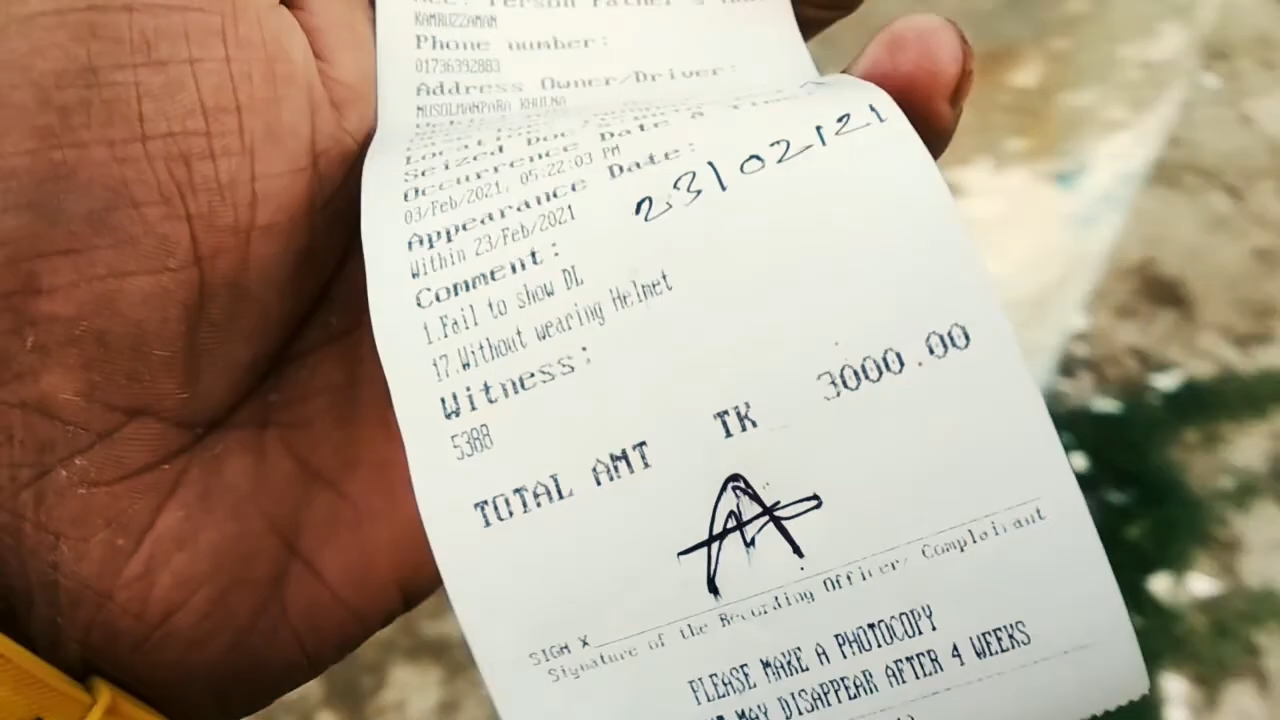 KAMRUZZAMAN
Phone number:
01736392883
Address Owner/Driver:
MUSOLMANPARA KHULNA
Seized Doc
Occurrence Date &
03/Feb/2021, 05:22:03 PM
Appearance Date:
Within 23/Feb/2021
23/02/21
Comment:
1.Fail to show DL
17.Without wearing Helmet
Witness:
5388
TOTAL AMT TK 3000.00
SIGN X
Signature of the Recording Officer/ Complainant
PLEASE MAKE A PHOTOCOPY
MAY DISAPPEAR AFTER 4 WEEKS